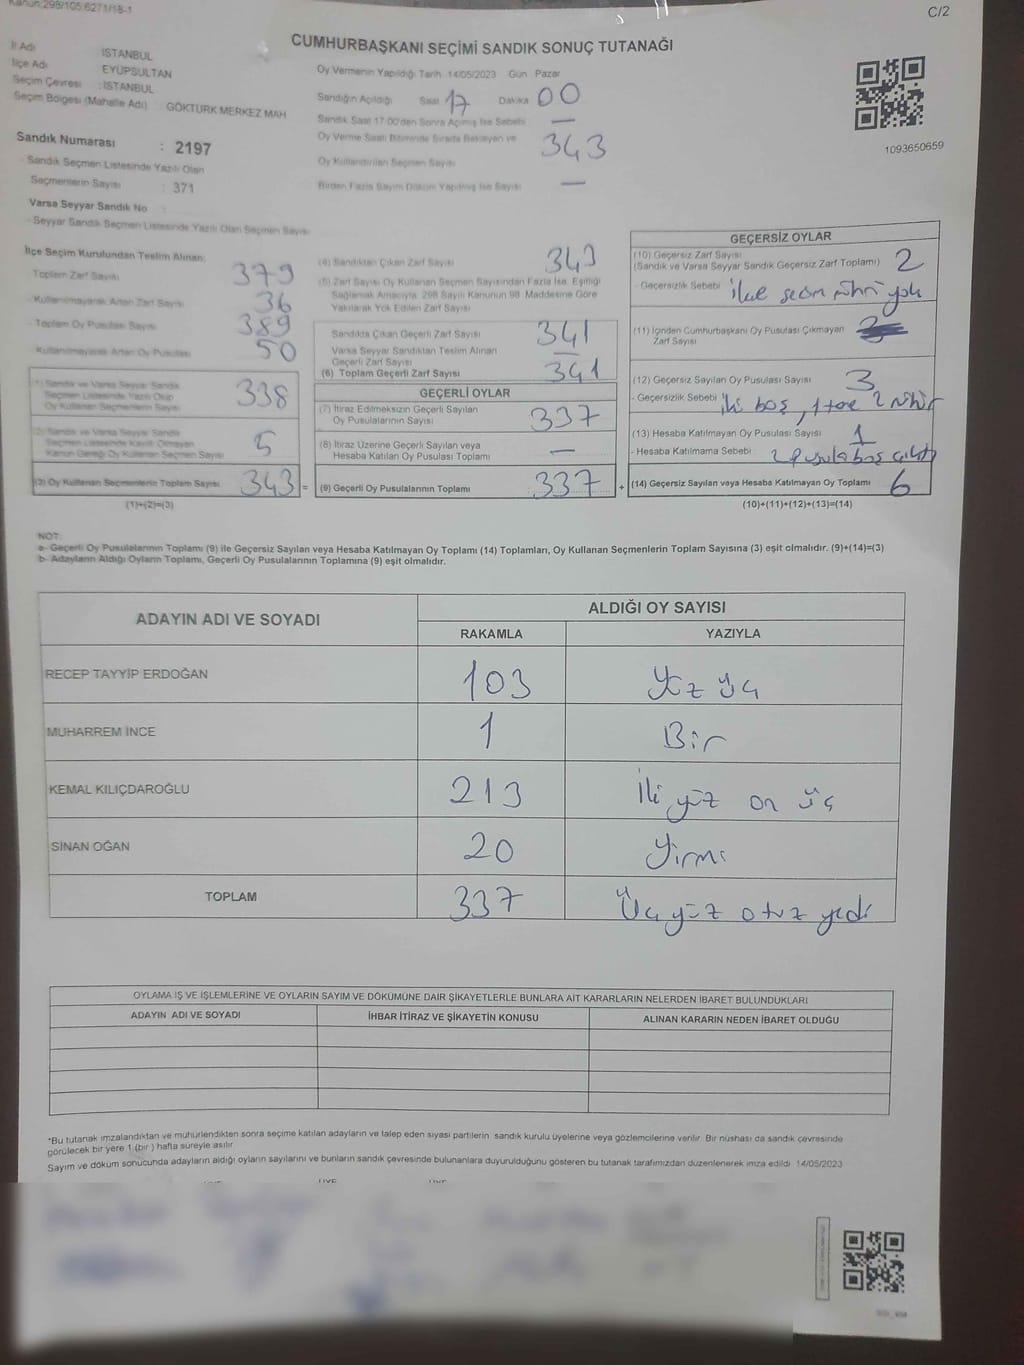 Kanun:298/105.6271/18-1
C/2
CUMHURBAŞKANI SEÇİMİ SANDIK SONUÇ TUTANAĞI
İl Adı : İSTANBUL
İlçe Adı : EYÜPSULTAN
Seçim Çevresi : İSTANBUL
Seçim Bölgesi (Mahalle Adı) : GÖKTÜRK MERKEZ MAH
Sandık Numarası : 2197
- Sandık Seçmen Listesinde Yazılı Olan
Seçmenlerin Sayısı : 371
Varsa Seyyar Sandık No :
- Seyyar Sandık Seçmen Listesinde Yazılı Olan Seçmen Sayısı
Oy Vermenin Yapıldığı Tarih 14/05/2023 Gün Pazar
Sandığın Açıldığı Saat 17 Dakika 00
Sandık Saat 17:00'den Sonra Açılmış İse Sebebi —
Oy Verme Saati Bitiminde Sırada Bekleyen ve
Oy Kullandırılan Seçmen Sayısı 343
Birden Fazla Sayım Döküm Yapılmış İse Sayısı —
1093650659
İlçe Seçim Kurulundan Teslim Alınan;
Toplam Zarf Sayısı 379
- Kullanılmayarak Artan Zarf Sayısı 36
- Toplam Oy Pusulası Sayısı 389
- Kullanılmayarak Artan Oy Pusulası 50
(1) Sandık ve Varsa Seyyar Sandık
Seçmen Listesinde Yazılı Olup
Oy Kullanan Seçmenlerin Sayısı 338
(2) Sandık ve Varsa Seyyar Sandık
Seçmen Listesinde Kayıtlı Olmayan
Kanun Gereği Oy Kullanan Seçmen Sayısı 5
(3) Oy Kullanan Seçmenlerin Toplam Sayısı 343 =
(1)+(2)=(3)
(4) Sandıktan Çıkan Zarf Sayısı 343
(5) Zarf Sayısı Oy Kullanan Seçmen Sayısından Fazla İse, Eşitliği
Sağlamak Amacıyla, 298 Sayılı Kanunun 98. Maddesine Göre
Yakılarak Yok Edilen Zarf Sayısı
Sandıkta Çıkan Geçerli Zarf Sayısı 341
Varsa Seyyar Sandıktan Teslim Alınan
Geçerli Zarf Sayısı —
(6) Toplam Geçerli Zarf Sayısı 341
GEÇERLİ OYLAR
(7) İtiraz Edilmeksizin Geçerli Sayılan
Oy Pusulasının Sayısı 337
(8) İtiraz Üzerine Geçerli Sayılan veya
Hesaba Katılan Oy Pusulası Toplamı —
(9) Geçerli Oy Pusulalarının Toplamı 337 +
GEÇERSİZ OYLAR
(10) Geçersiz Zarf Sayısı
(Sandık ve Varsa Seyyar Sandık Geçersiz Zarf Toplamı) 2
- Geçersizlik Sebebi ilçe seçim mührü yok
(11) İçinden Cumhurbaşkanı Oy Pusulası Çıkmayan
Zarf Sayısı
(12) Geçersiz Sayılan Oy Pusulası Sayısı 3
- Geçersizlik Sebebi iki boş, 1 tane 2 mühür
(13) Hesaba Katılmayan Oy Pusulası Sayısı 1
- Hesaba Katılmama Sebebi 2 pusula boş çıktı
(14) Geçersiz Sayılan veya Hesaba Katılmayan Oy Toplamı 6
(10)+(11)+(12)+(13)=(14)
NOT:
a- Geçerli Oy Pusulalarının Toplamı (9) ile Geçersiz Sayılan veya Hesaba Katılmayan Oy Toplamı (14) Toplamları, Oy Kullanan Seçmenlerin Toplam Sayısına (3) eşit olmalıdır. (9)+(14)=(3)
b- Adayların Aldığı Oyların Toplamı, Geçerli Oy Pusulalarının Toplamına (9) eşit olmalıdır.
ADAYIN ADI VE SOYADI ALDIĞI OY SAYISI
RAKAMLA YAZIYLA
RECEP TAYYİP ERDOĞAN 103 Yüz üç
MUHARREM İNCE 1 Bir
KEMAL KILIÇDAROĞLU 213 İki yüz on üç
SİNAN OĞAN 20 Yirmi
TOPLAM 337 Üç yüz otuz yedi
OYLAMA İŞ VE İŞLEMLERİNE VE OYLARIN SAYIM VE DÖKÜMÜNE DAİR ŞİKAYETLERLE BUNLARA AİT KARARLARIN NELERDEN İBARET BULUNDUKLARI
ADAYIN ADI VE SOYADI İHBAR İTİRAZ VE ŞİKAYETİN KONUSU ALINAN KARARIN NEDEN İBARET OLDUĞU
*Bu tutanak imzalandıktan ve mühürlendikten sonra seçime katılan adayların ve talep eden siyasi partilerin sandık kurulu üyelerine veya gözlemcilerine verilir. Bir nüshası da sandık çevresinde
görülecek bir yere 1 (bir ) hafta süreyle asılır.
Sayım ve döküm sonucunda adayların aldığı oyların sayılarını ve bunların sandık çevresinde bulunanlara duyurulduğunu gösteren bu tutanak tarafımızdan düzenlenerek imza edildi. 14/05/2023